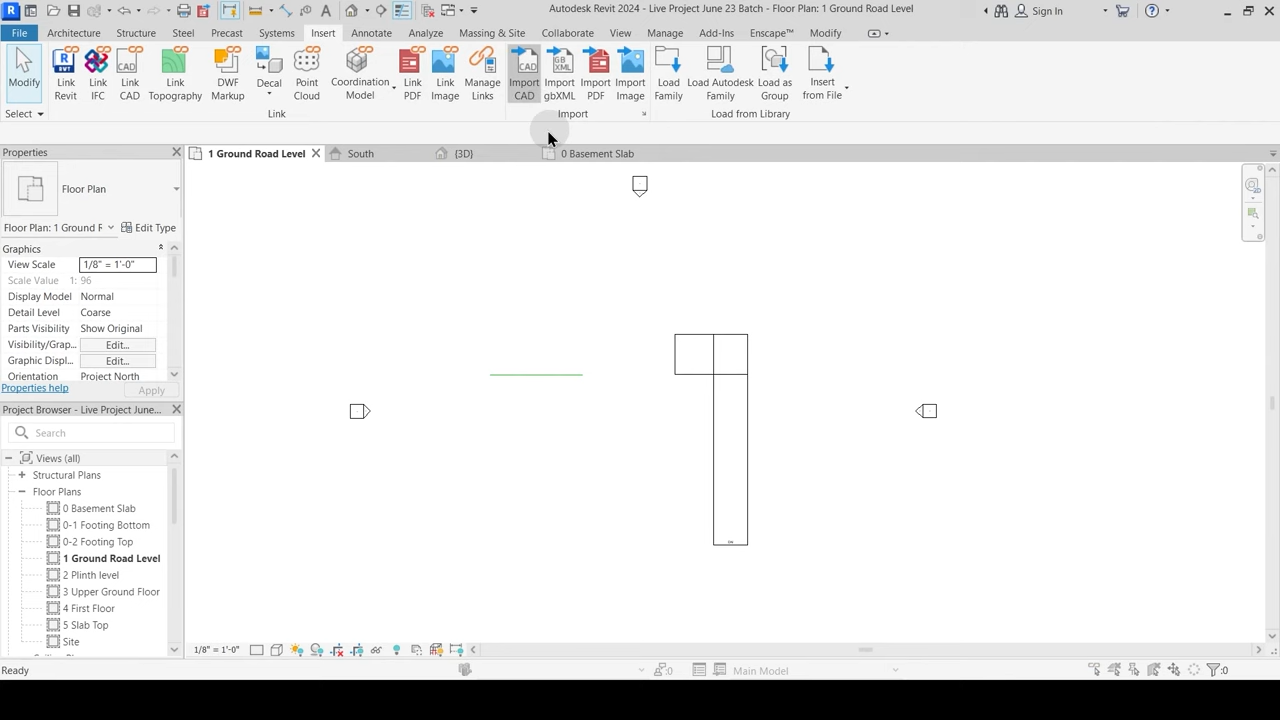 Autodesk Revit 2024 - Live Project June 23 Batch - Floor Plan: 1 Ground Road Level
Sign In
File Architecture Structure Steel Precast Systems Insert Annotate Analyze Massing & Site Collaborate View Manage Add-Ins Enscape™ Modify
Modify
Link Revit
Link IFC
Link CAD
Link Topography
DWF Markup
Decal
Point Cloud
Coordination Model
Link PDF
Link Image
Manage Links
Import CAD
Import gbXML
Import PDF
Import Image
Load Family
Load Autodesk Family
Load as Group
Insert from File
Select
Link
Import
Load from Library
Properties
1 Ground Road Level
South
{3D}
0 Basement Slab
Floor Plan
Floor Plan: 1 Ground F
Edit Type
Graphics
View Scale 1/8" = 1'-0"
Scale Value 1: 96
Display Model Normal
Detail Level Coarse
Parts Visibility Show Original
Visibility/Grap... Edit...
Graphic Displ... Edit...
Orientation Project North
Properties help
Apply
Project Browser - Live Project June...
Search
Views (all)
Structural Plans
Floor Plans
0 Basement Slab
0-1 Footing Bottom
0-2 Footing Top
1 Ground Road Level
2 Plinth level
3 Upper Ground Floor
4 First Floor
5 Slab Top
Site
1/8" = 1'-0"
Ready
:0
Main Model
:0